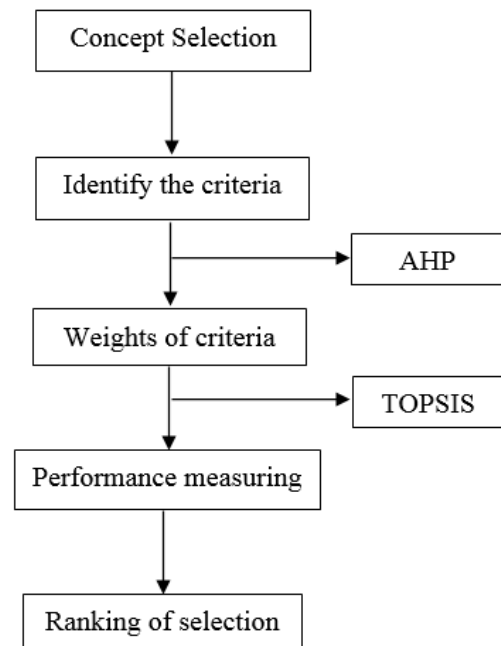 Concept Selection
Identify the criteria
AHP
Weights of criteria
TOPSIS
Performance measuring
Ranking of selection